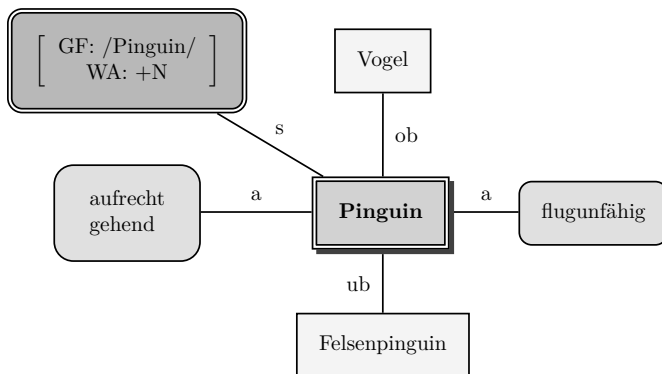 GF: /Pinguin/
WA: +N
Vogel
s
ob
aufrecht
gehend
a
Pinguin
a
flugunfähig
ub
Felsenpinguin